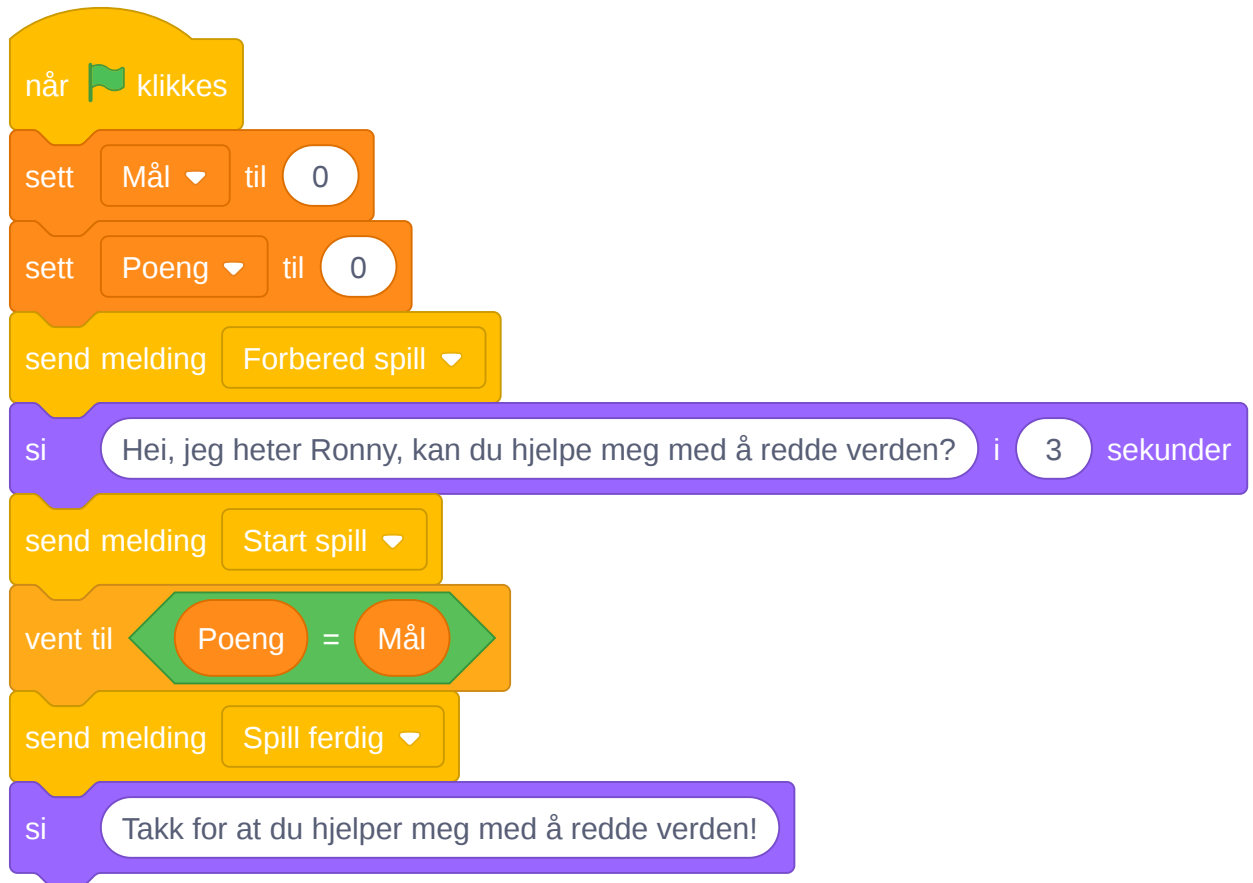 når klikkes
sett Mål til 0
sett Poeng til 0
send melding Forbered spill
si Hei, jeg heter Ronny, kan du hjelpe meg med å redde verden? i 3 sekunder
send melding Start spill
vent til Poeng = Mål
send melding Spill ferdig
si Takk for at du hjelper meg med å redde verden!